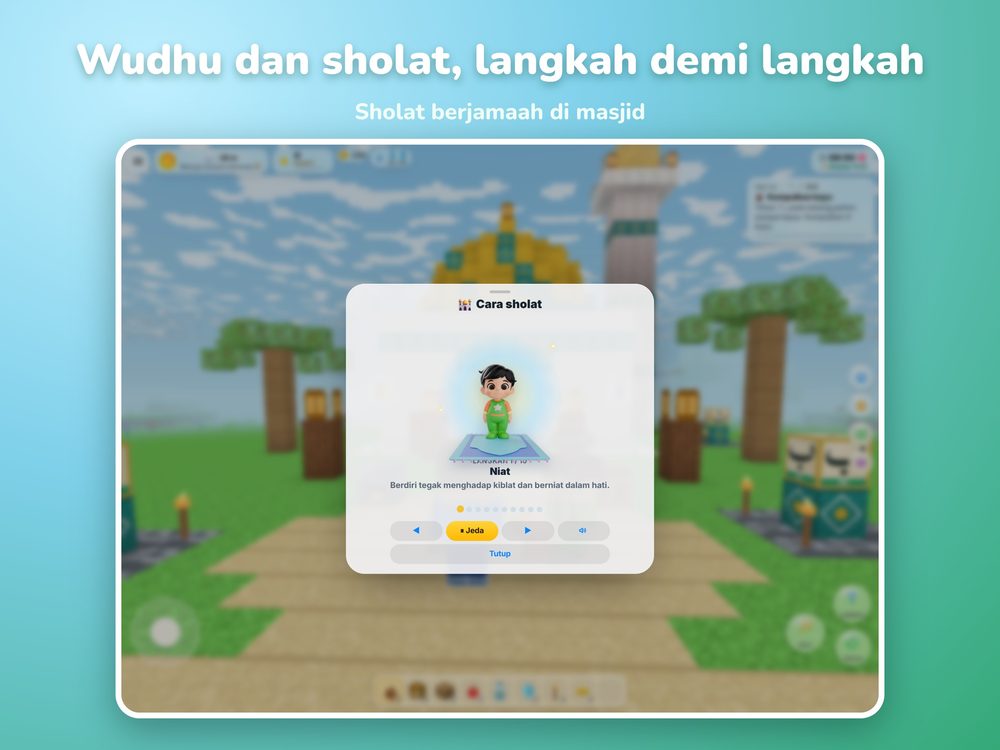 Wudhu dan sholat, langkah demi langkah
Sholat berjamaah di masjid
Cara sholat
Niat
Berdiri tegak menghadap kiblat dan berniat dalam hati.
Jeda
Tutup